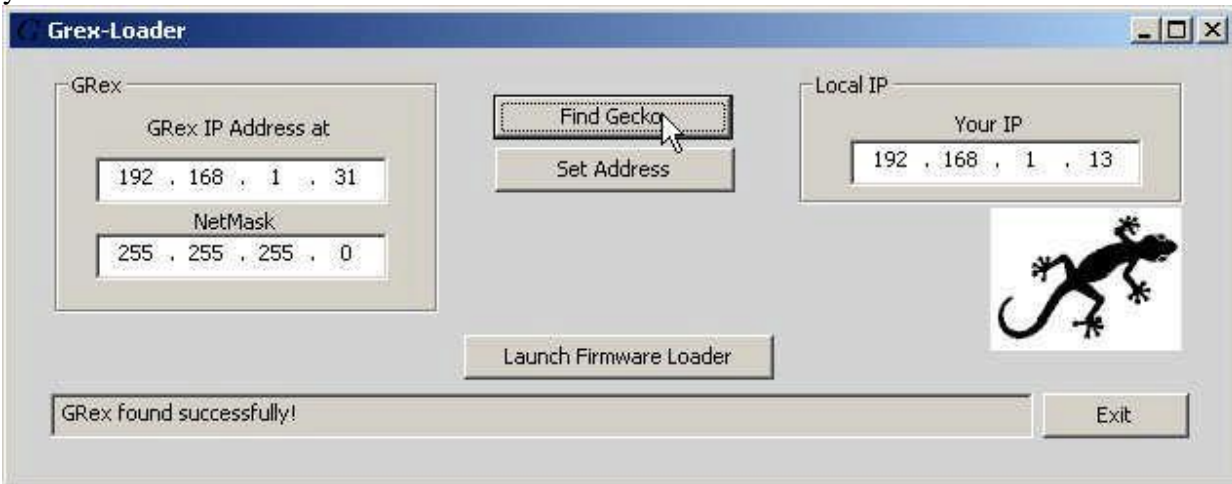 y
Grex-Loader
GRex
GRex IP Address at
192 . 168 . 1 . 31
NetMask
255 . 255 . 255 . 0
Find Gecko
Set Address
Local IP
Your IP
192 . 168 . 1 . 13
Launch Firmware Loader
GRex found successfully!
Exit